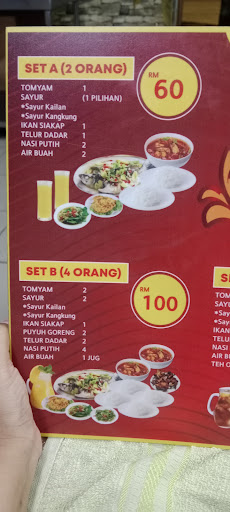 SET A (2 ORANG)
RM
60
TOMYAM 1
SAYUR (1 PILIHAN)
*Sayur Kailan
*Sayur Kangkung
IKAN SIAKAP 1
TELUR DADAR 1
NASI PUTIH 2
AIR BUAH 2
SET B (4 ORANG)
RM
100
TOMYAM 2
SAYUR 2
*Sayur Kailan
*Sayur Kangkung
IKAN SIAKAP 1
PUYUH GORENG 2
TELUR DADAR 2
NASI PUTIH 4
AIR BUAH 1 JUG